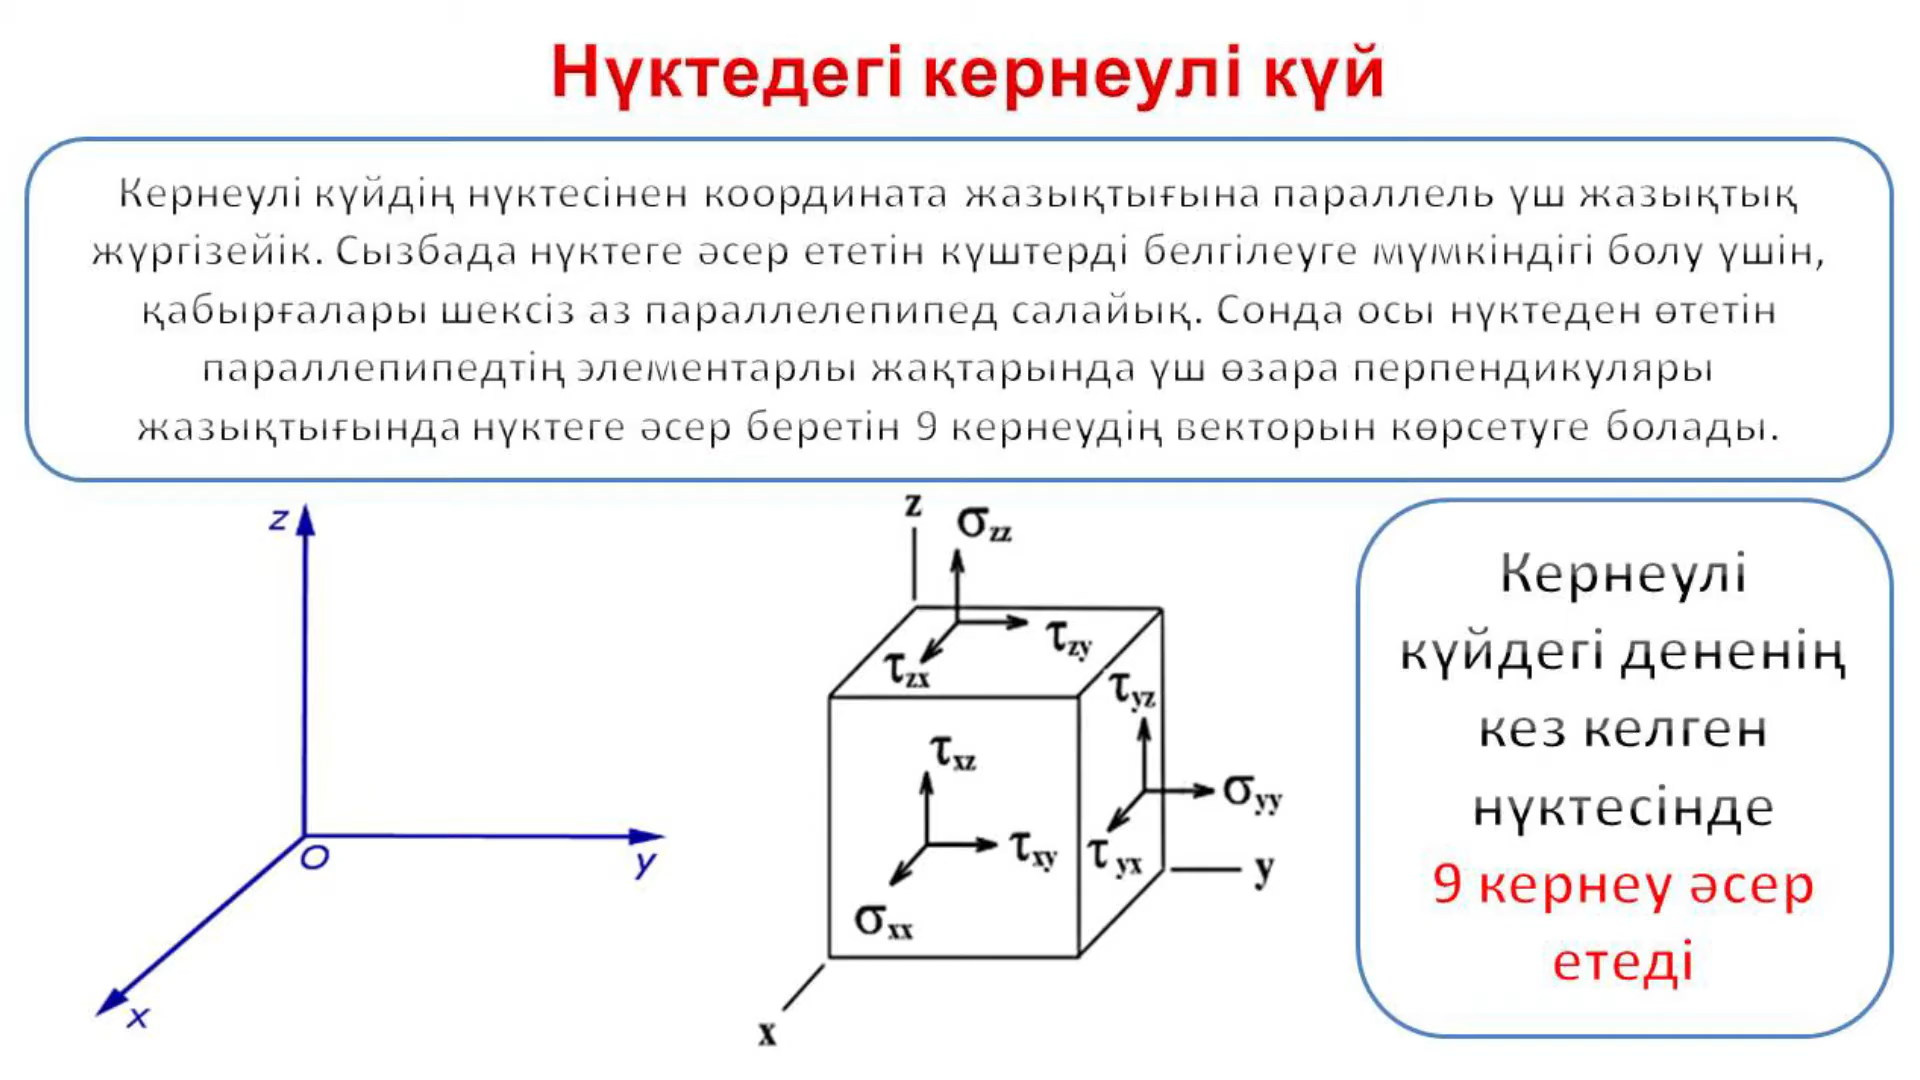 Нүктедегі кернеулі күй
Кернеулі күйдің нүктесінен координата жазықтығына параллель үш жазықтық
жүргізейік. Сызбада нүктеге әсер ететін күштерді белгілеуге мүмкіндігі болу үшін,
қабырғалары шексіз аз параллелепипед салайық. Сонда осы нүктеден өтетін
параллепипедтің элементарлы жақтарында үш өзара перпендикуляры
жазықтығында нүктеге әсер беретін 9 кернеудің векторын көрсетуге болады.
z
O
y
x
z
σzz
τzy
τzx
τyz
τxz
σyy
τxy
τyx
y
σxx
x
Кернеулі
күйдегі дененің
кез келген
нүктесінде
9 кернеу әсер
етеді